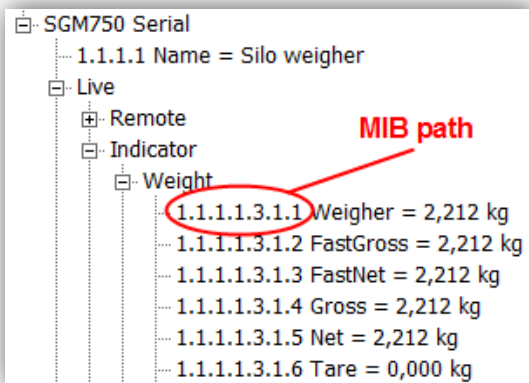 SGM750 Serial
1.1.1.1 Name = Silo weigher
Live
Remote
MIB path
Indicator
Weight
1.1.1.1.3.1.1 Weigher = 2,212 kg
1.1.1.1.3.1.2 FastGross = 2,212 kg
1.1.1.1.3.1.3 FastNet = 2,212 kg
1.1.1.1.3.1.4 Gross = 2,212 kg
1.1.1.1.3.1.5 Net = 2,212 kg
1.1.1.1.3.1.6 Tare = 0,000 kg